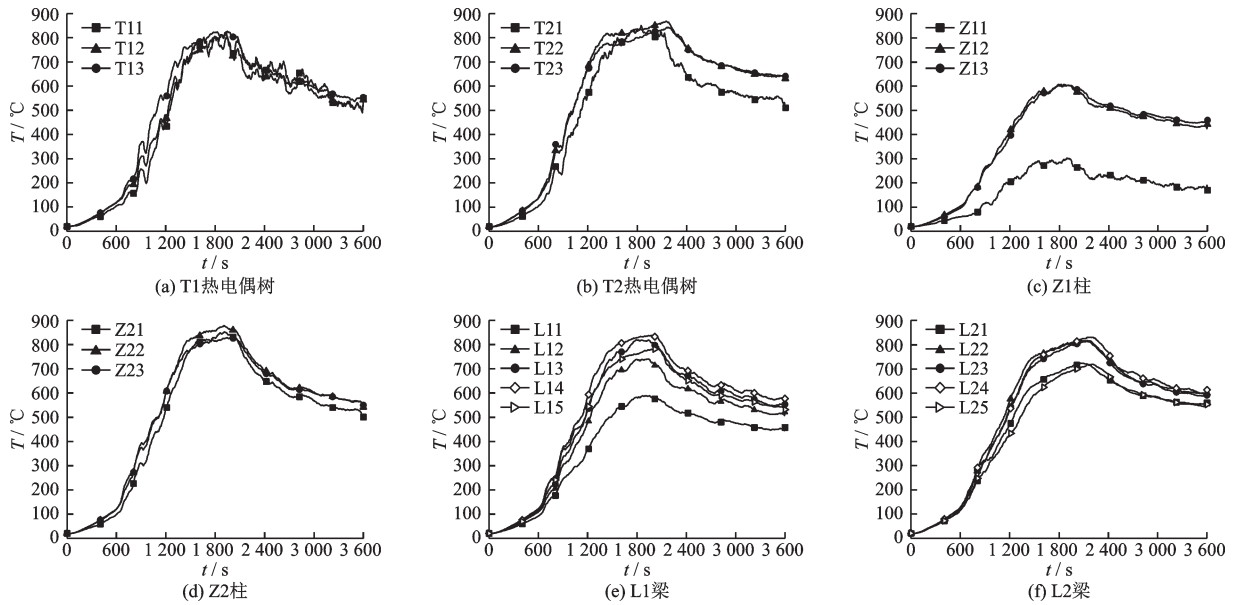 900
800
700
600
500
400
300
200
100
0
T / ℃
T11
T12
T13
0 600 1 200 1 800 2 400 3 000 3 600
t / s
(a) T1热电偶树
900
800
700
600
500
400
300
200
100
0
T / ℃
T21
T22
T23
0 600 1 200 1 800 2 400 3 000 3 600
t / s
(b) T2热电偶树
900
800
700
600
500
400
300
200
100
0
T / ℃
Z11
Z12
Z13
0 600 1 200 1 800 2 400 3 000 3 600
t / s
(c) Z1柱
900
800
700
600
500
400
300
200
100
0
T / ℃
Z21
Z22
Z23
0 600 1 200 1 800 2 400 3 000 3 600
t / s
(d) Z2柱
900
800
700
600
500
400
300
200
100
0
T / ℃
L11
L12
L13
L14
L15
0 600 1 200 1 800 2 400 3 000 3 600
t / s
(e) L1梁
900
800
700
600
500
400
300
200
100
0
T / ℃
L21
L22
L23
L24
L25
0 600 1 200 1 800 2 400 3 000 3 600
t / s
(f) L2梁